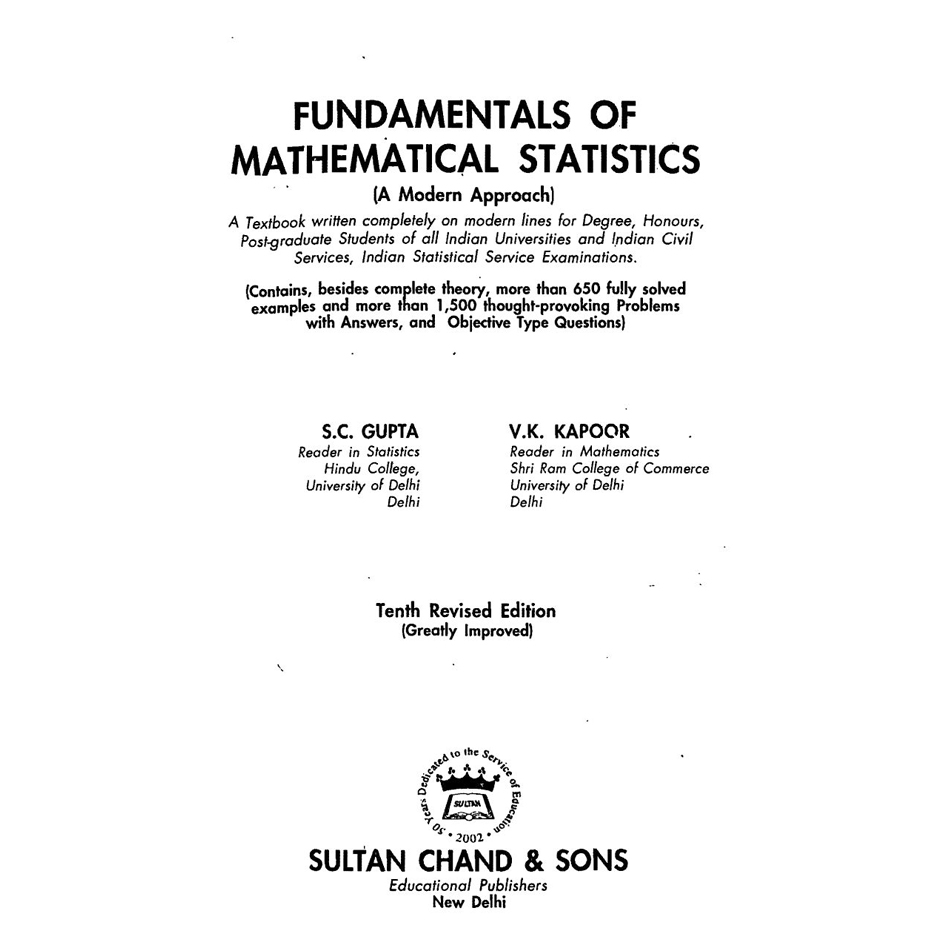 FUNDAMENTALS OF
MATHEMATICAL STATISTICS
(A Modern Approach)
A Textbook written completely on modern lines for Degree, Honours,
Post-graduate Students of all Indian Universities and Indian Civil
Services, Indian Statistical Service Examinations.
(Contains, besides complete theory, more than 650 fully solved
examples and more than 1,500 thought-provoking Problems
with Answers, and Objective Type Questions)
S.C. GUPTA
Reader in Statistics
Hindu College,
University of Delhi
Delhi
V.K. KAPOOR
Reader in Mathematics
Shri Ram College of Commerce
University of Delhi
Delhi
Tenth Revised Edition
(Greatly Improved)
50 Years Dedicated to the Service of Education
SULTAN
• 2002 •
SULTAN CHAND & SONS
Educational Publishers
New Delhi